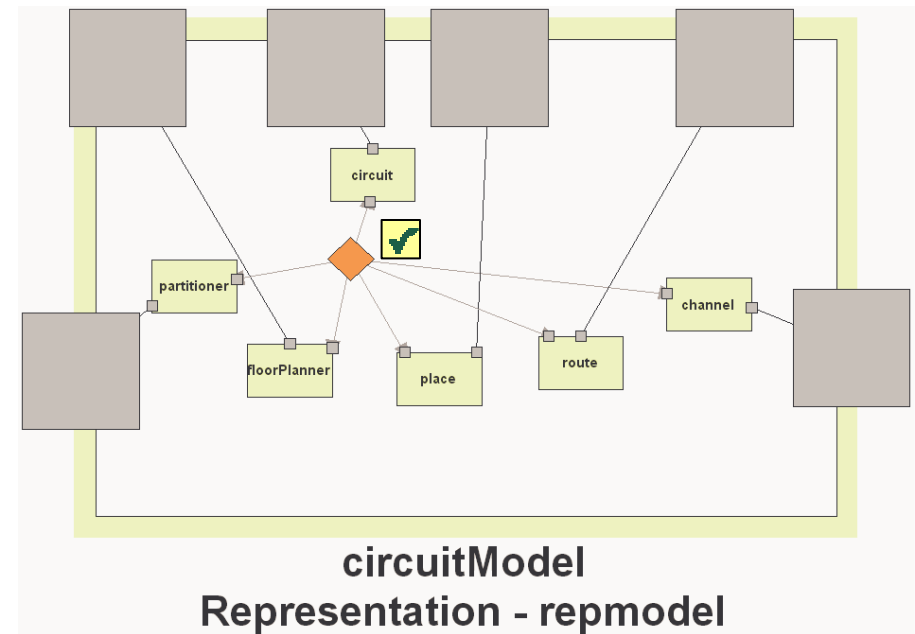 circuit
partitioner
channel
floorPlanner
place
route
circuitModel
Representation - repmodel